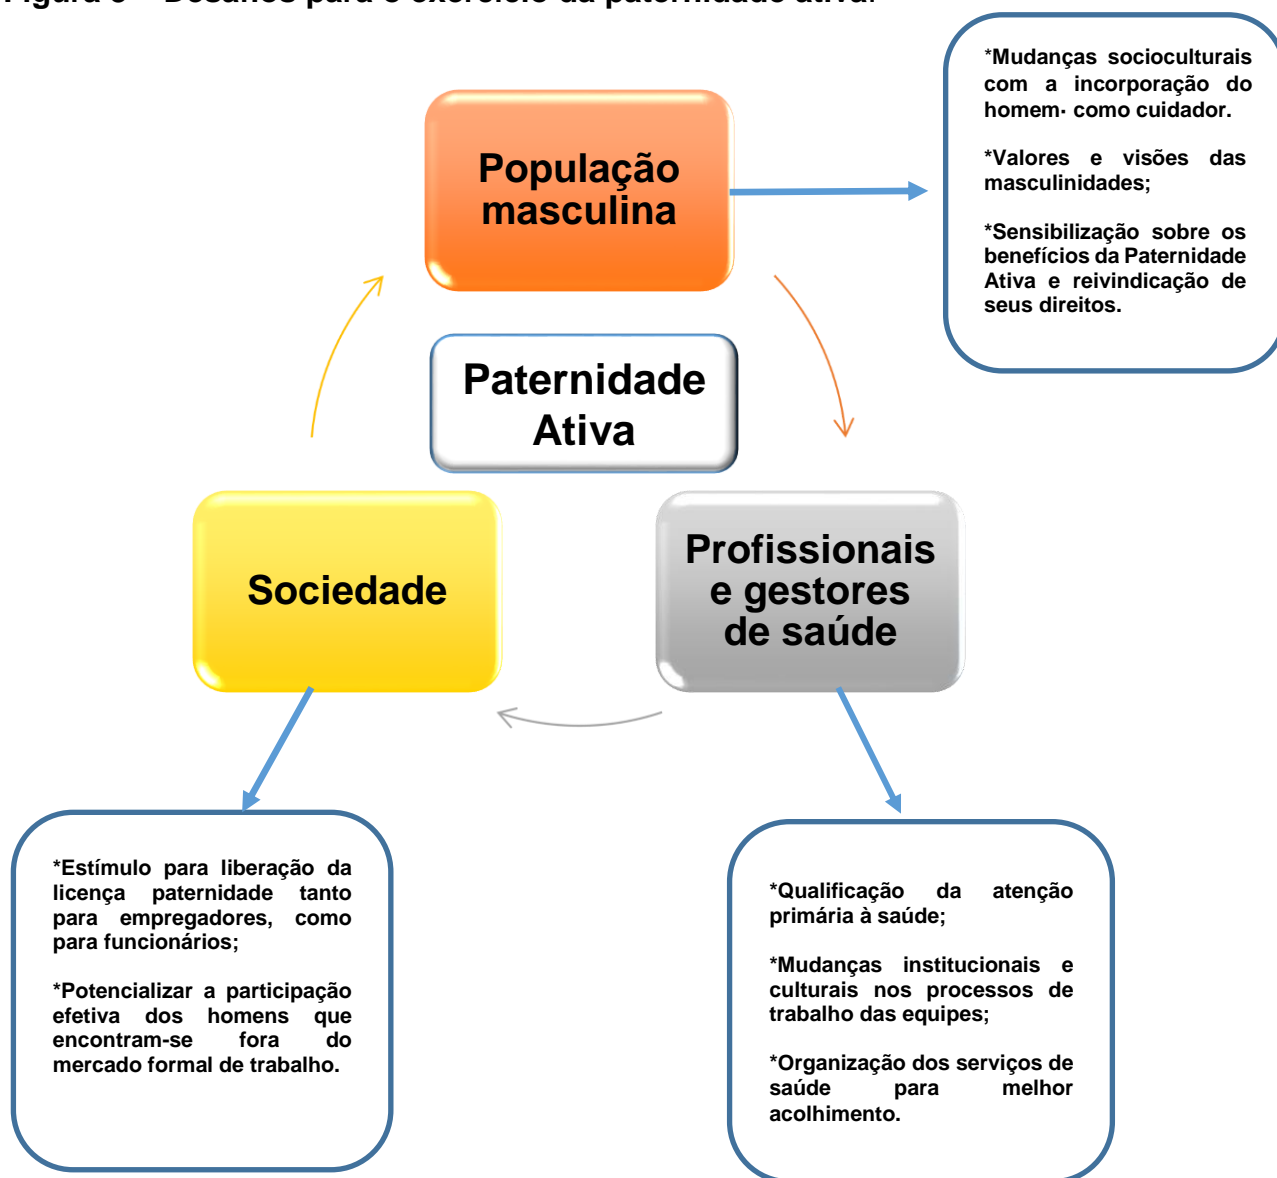 *Mudanças socioculturais
com a incorporação do
homem· como cuidador.
*Valores e visões das
masculinidades;
*Sensibilização sobre os
benefícios da Paternidade
Ativa e reivindicação de
seus direitos.
População
masculina
Paternidade
Ativa
Sociedade
Profissionais
e gestores
de saúde
*Estímulo para liberação da
licença paternidade tanto
para empregadores, como
para funcionários;
*Potencializar a participação
efetiva dos homens que
encontram-se fora do
mercado formal de trabalho.
*Qualificação da atenção
primária à saúde;
*Mudanças institucionais e
culturais nos processos de
trabalho das equipes;
*Organização dos serviços de
saúde para melhor
acolhimento.